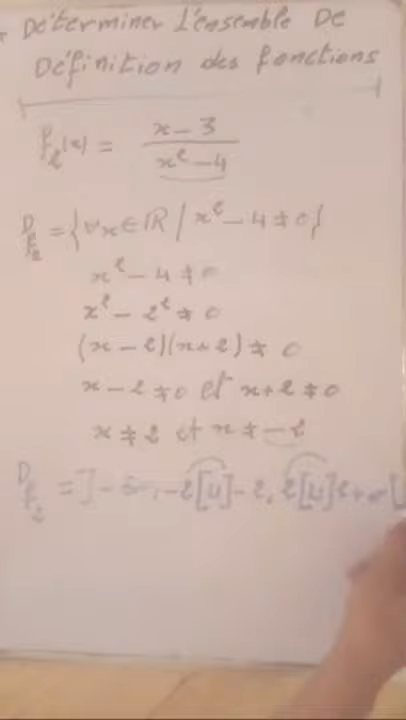 Déterminer l'ensemble De
Définition des fonctions
f₂(x) = x - 3 / x² - 4
D_f₂ = {∀x ∈ ℝ / x² - 4 ≠ 0}
x² - 4 ≠ 0
x² - 2² ≠ 0
(x - 2)(x + 2) ≠ 0
x - 2 ≠ 0 et x + 2 ≠ 0
x ≠ 2 et x ≠ -2
D_f₂ = ]-∞, -2[∪]-2, 2[∪]2, +∞[